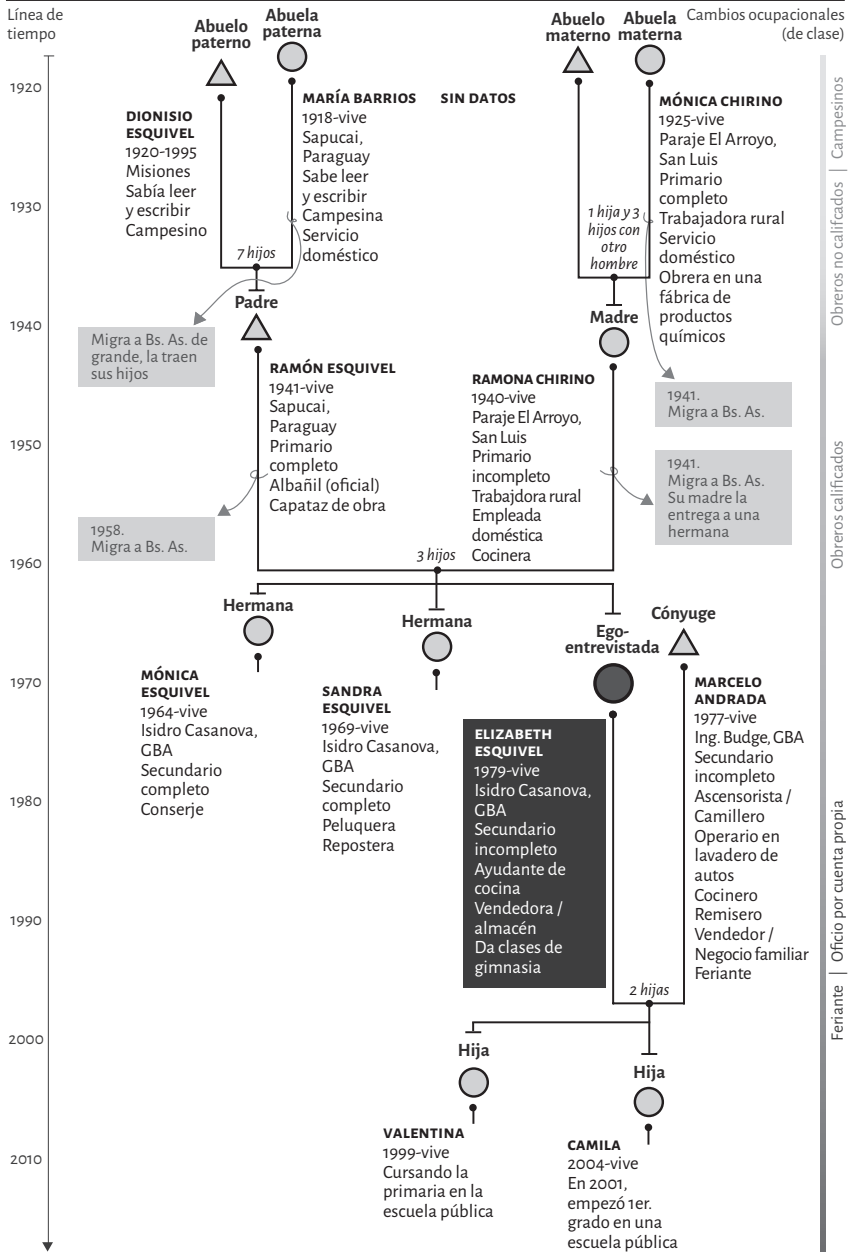 Línea de
tiempo
Abuelo
paterno
Abuela
paterna
Abuelo
materno
Abuela
materna
Cambios ocupacionales
(de clase)
1920
1930
1940
1950
1960
1970
1980
1990
2000
2010
DIONISIO
ESQUIVEL
1920-1995
Misiones
Sabía leer
y escribir
Campesino
MARÍA BARRIOS
1918-vive
Sapucai,
Paraguay
Sabe leer
y escribir
Campesina
Servicio
doméstico
SIN DATOS
MÓNICA CHIRINO
1925-vive
Paraje El Arroyo,
San Luis
Primario
completo
Trabajadora rural
Servicio
doméstico
Obrera en una
fábrica de
productos
químicos
7 hijos
1 hija y 3
hijos con
otro
hombre
Padre
Madre
Migra a Bs. As. de
grande, la traen
sus hijos
RAMÓN ESQUIVEL
1941-vive
Sapucai,
Paraguay
Primario
completo
Albañil (oficial)
Capataz de obra
RAMONA CHIRINO
1940-vive
Paraje El Arroyo,
San Luis
Primario
incompleto
Trabajdora rural
Empleada
doméstica
Cocinera
1941.
Migra a Bs. As.
1941.
Migra a Bs. As.
Su madre la
entrega a una
hermana
1958.
Migra a Bs. As.
3 hijos
Hermana
Hermana
Ego-
entrevistada
Cónyuge
MÓNICA
ESQUIVEL
1964-vive
Isidro Casanova,
GBA
Secundario
completo
Conserje
SANDRA
ESQUIVEL
1969-vive
Isidro Casanova,
GBA
Secundario
completo
Peluquera
Repostera
ELIZABETH
ESQUIVEL
1979-vive
Isidro Casanova,
GBA
Secundario
incompleto
Ayudante de
cocina
Vendedora /
almacén
Da clases de
gimnasia
MARCELO
ANDRADA
1977-vive
Ing. Budge, GBA
Secundario
incompleto
Ascensorista /
Camillero
Operario en
lavadero de
autos
Cocinero
Remisero
Vendedor /
Negocio familiar
Feriante
2 hijas
Hija
Hija
VALENTINA
1999-vive
Cursando la
primaria en la
escuela pública
CAMILA
2004-vive
En 2001,
empezó 1er.
grado en una
escuela pública
Obreros no califcados | Campesinos
Obreros calificados
Feriante | Oficio por cuenta propia